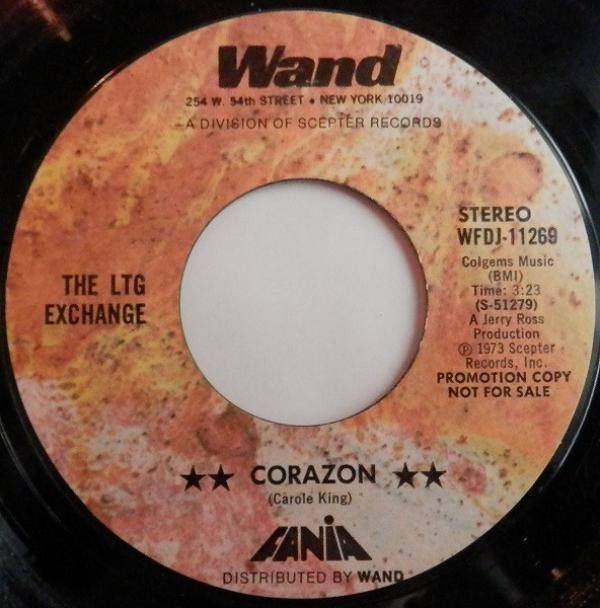 Wand
254 W. 54th STREET • NEW YORK 10019
A DIVISION OF SCEPTER RECORDS
STEREO
WFDJ-11269
Colgems Music
(BMI)
Time: 3:23
(S-51279)
A Jerry Ross
Production
℗ 1973 Scepter
Records, Inc.
PROMOTION COPY
NOT FOR SALE
THE LTG
EXCHANGE
★★ CORAZON ★★
(Carole King)
FANIA
DISTRIBUTED BY WAND